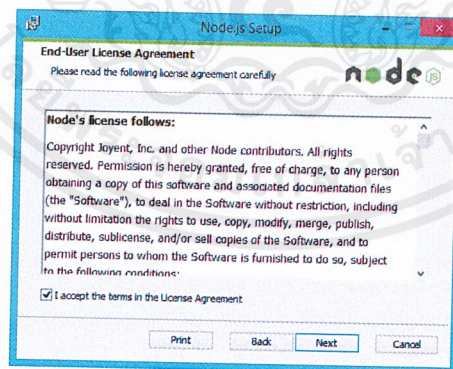 Node.js Setup
End-User License Agreement
Please read the following license agreement carefully
node JS
Node's license follows:
Copyright Joyent, Inc. and other Node contributors. All rights
reserved. Permission is hereby granted, free of charge, to any person
obtaining a copy of this software and associated documentation files
(the "Software"), to deal in the Software without restriction, including
without limitation the rights to use, copy, modify, merge, publish,
distribute, sublicense, and/or sell copies of the Software, and to
permit persons to whom the Software is furnished to do so, subject
to the following conditions:
I accept the terms in the License Agreement
Print Back Next Cancel